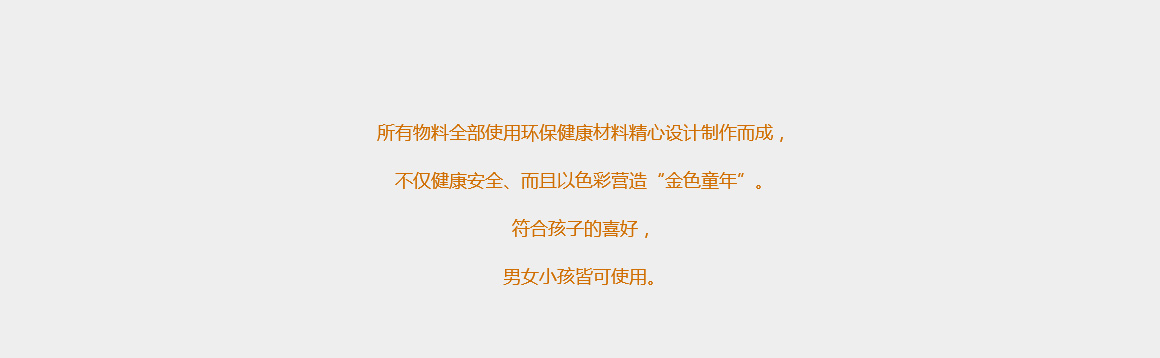 所有物料全部使用环保健康材料精心设计制作而成，
不仅健康安全、而且以色彩营造“金色童年”。
符合孩子的喜好，
男女小孩皆可使用。